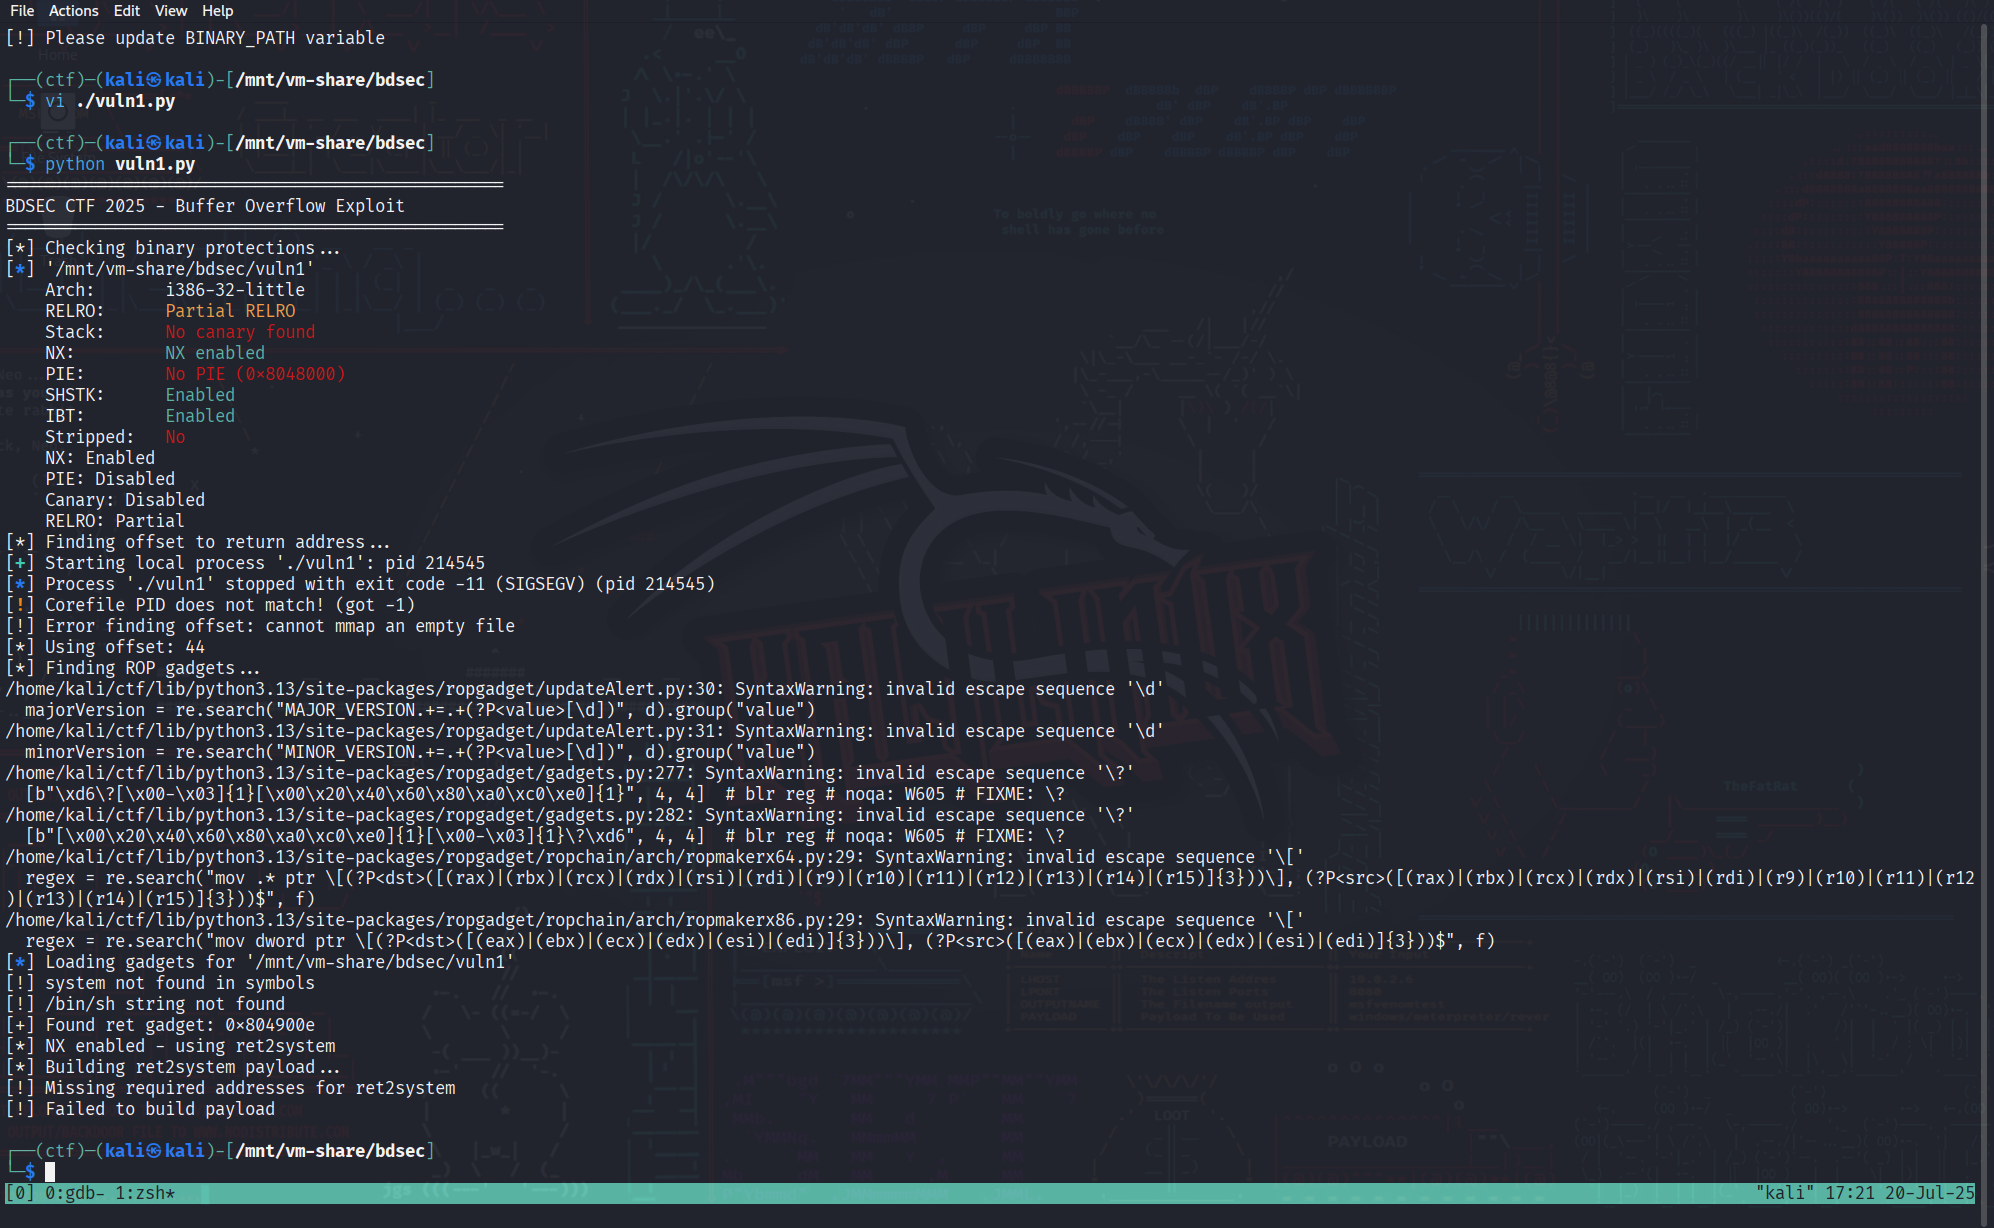 File Actions Edit View Help
[!] Please update BINARY_PATH variable
┌──(ctf)─(kali㉿kali)-[/mnt/vm-share/bdsec]
└─$ vi ./vuln1.py
┌──(ctf)─(kali㉿kali)-[/mnt/vm-share/bdsec]
└─$ python vuln1.py
==================================================
BDSEC CTF 2025 - Buffer Overflow Exploit
==================================================
[*] Checking binary protections...
[*] '/mnt/vm-share/bdsec/vuln1'
Arch: i386-32-little
RELRO: Partial RELRO
Stack: No canary found
NX: NX enabled
PIE: No PIE (0x8048000)
SHSTK: Enabled
IBT: Enabled
Stripped: No
NX: Enabled
PIE: Disabled
Canary: Disabled
RELRO: Partial
[*] Finding offset to return address...
[+] Starting local process './vuln1': pid 214545
[*] Process './vuln1' stopped with exit code -11 (SIGSEGV) (pid 214545)
[!] Corefile PID does not match! (got -1)
[!] Error finding offset: cannot mmap an empty file
[*] Using offset: 44
[*] Finding ROP gadgets...
/home/kali/ctf/lib/python3.13/site-packages/ropgadget/updateAlert.py:30: SyntaxWarning: invalid escape sequence '\d'
majorVersion = re.search("MAJOR_VERSION.+=.+(?P<value>[\d])", d).group("value")
/home/kali/ctf/lib/python3.13/site-packages/ropgadget/updateAlert.py:31: SyntaxWarning: invalid escape sequence '\d'
minorVersion = re.search("MINOR_VERSION.+=.+(?P<value>[\d])", d).group("value")
/home/kali/ctf/lib/python3.13/site-packages/ropgadget/gadgets.py:277: SyntaxWarning: invalid escape sequence '\?'
[b"\xd6\?[\x00-\x03]{1}[\x00\x20\x40\x60\x80\xa0\xc0\xe0]{1}", 4, 4] # blr reg # noqa: W605 # FIXME: \?
/home/kali/ctf/lib/python3.13/site-packages/ropgadget/gadgets.py:282: SyntaxWarning: invalid escape sequence '\?'
[b"[\x00\x20\x40\x60\x80\xa0\xc0\xe0]{1}[\x00-\x03]{1}\?\xd6", 4, 4] # blr reg # noqa: W605 # FIXME: \?
/home/kali/ctf/lib/python3.13/site-packages/ropgadget/ropchain/arch/ropmakerx64.py:29: SyntaxWarning: invalid escape sequence '\['
regex = re.search("mov .* ptr \[(?P<dst>([(rax)|(rbx)|(rcx)|(rdx)|(rsi)|(rdi)|(r9)|(r10)|(r11)|(r12)|(r13)|(r14)|(r15)]{3}))\], (?P<src>([(rax)|(rbx)|(rcx)|(rdx)|(rsi)|(rdi)|(r9)|(r10)|(r11)|(r12
)|(r13)|(r14)|(r15)]{3}))$", f)
/home/kali/ctf/lib/python3.13/site-packages/ropgadget/ropchain/arch/ropmakerx86.py:29: SyntaxWarning: invalid escape sequence '\['
regex = re.search("mov dword ptr \[(?P<dst>([(eax)|(ebx)|(ecx)|(edx)|(esi)|(edi)]{3}))\], (?P<src>([(eax)|(ebx)|(ecx)|(edx)|(esi)|(edi)]{3}))$", f)
[*] Loading gadgets for '/mnt/vm-share/bdsec/vuln1'
[!] system not found in symbols
[!] /bin/sh string not found
[+] Found ret gadget: 0x804900e
[*] NX enabled - using ret2system
[*] Building ret2system payload...
[!] Missing required addresses for ret2system
[!] Failed to build payload
┌──(ctf)─(kali㉿kali)-[/mnt/vm-share/bdsec]
└─$
[0] 0:gdb- 1:zsh* "kali" 17:21 20-Jul-25
To boldly go where no
shell has gone before
KALI LINUX
TheFatRat
LOOT
PAYLOAD